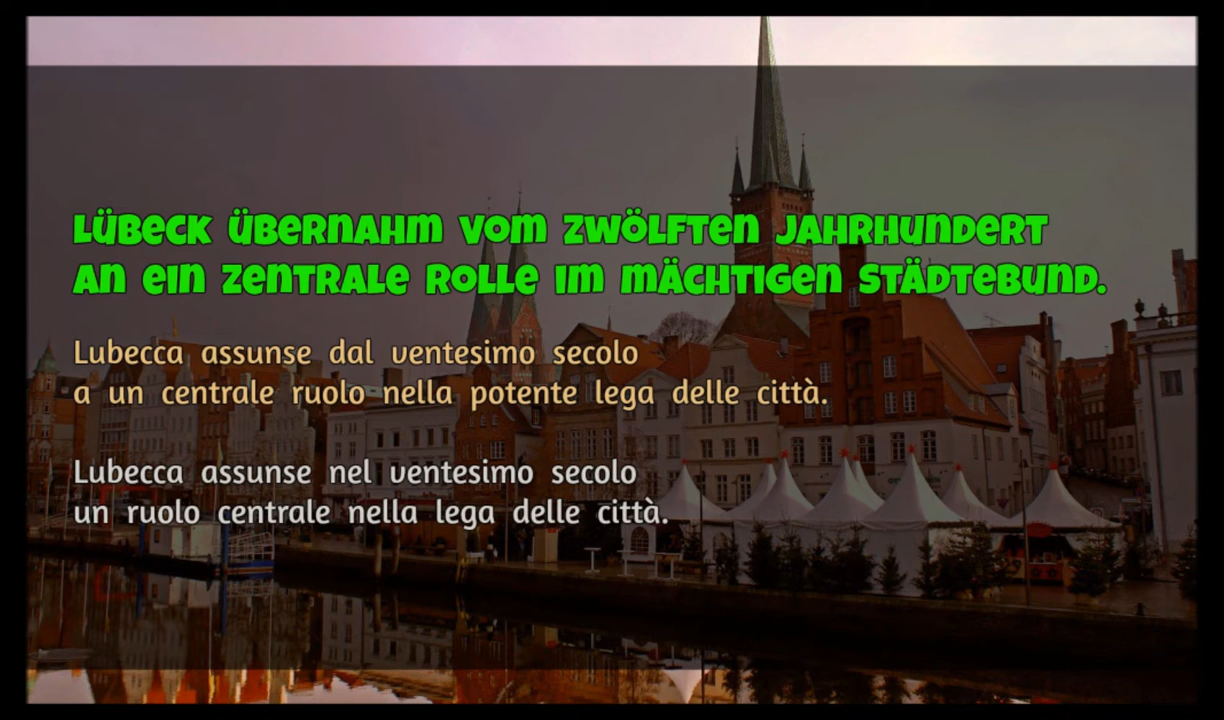 Lübeck übernahm vom zwölften Jahrhundert
an ein zentrale Rolle im mächtigen Städtebund.
Lubecca assunse dal ventesimo secolo
a un centrale ruolo nella potente lega delle città.
Lubecca assunse nel ventesimo secolo
un ruolo centrale nella lega delle città.